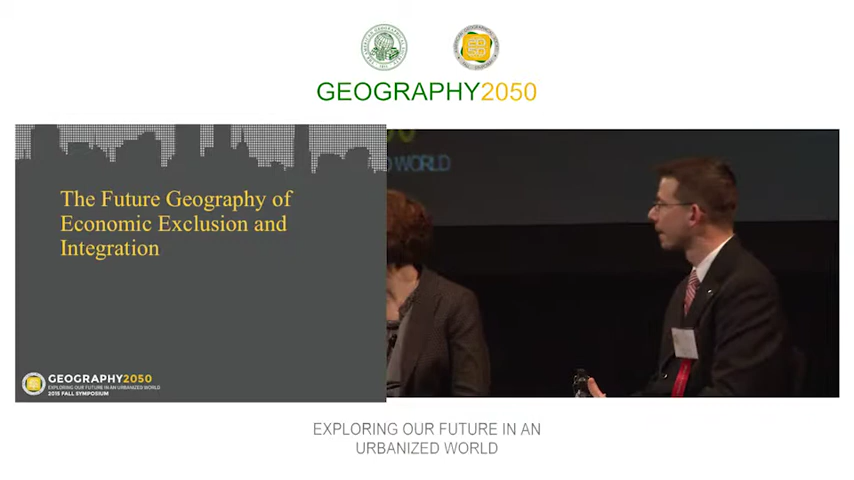 GEOGRAPHY2050
The Future Geography of
Economic Exclusion and
Integration
WORLD
GEOGRAPHY2050
EXPLORING OUR FUTURE IN AN URBANIZED WORLD
2015 FALL SYMPOSIUM
EXPLORING OUR FUTURE IN AN
URBANIZED WORLD